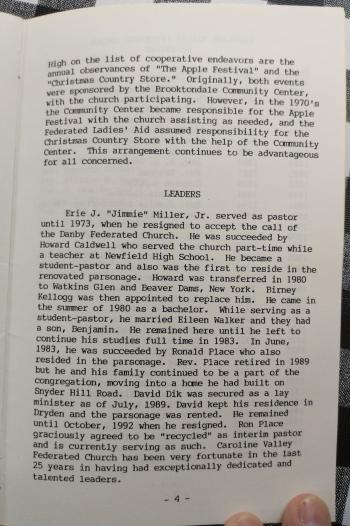 High on the list of cooperative endeavors are the
annual observances of "The Apple Festival" and the
"Christmas Country Store." Originally, both events
were sponsored by the Brooktondale Community Center,
with the church participating. However, in the 1970's
the Community Center became responsible for the Apple
Festival with the church assisting as needed, and the
Federated Ladies' Aid assumed responsibility for the
Christmas Country Store with the help of the Community
Center. This arrangement continues to be advantageous
for all concerned.
LEADERS
Erie J. "Jimmie" Miller, Jr. served as pastor
until 1973, when he resigned to accept the call of
the Danby Federated Church. He was succeeded by
Howard Caldwell who served the church part-time while
a teacher at Newfield High School. He became a
student-pastor and also was the first to reside in the
renovated parsonage. Howard was transferred in 1980
to Watkins Glen and Beaver Dams, New York. Birney
Kellogg was then appointed to replace him. He came in
the summer of 1980 as a bachelor. While serving as a
student-pastor, he married Eileen Walker and they had
a son, Benjamin. He remained here until he left to
continue his studies full time in 1983. In June,
1983, he was succeeded by Ronald Place who also
resided in the parsonage. Rev. Place retired in 1989
but he and his family continued to be a part of the
congregation, moving into a home he had built on
Snyder Hill Road. David Dik was secured as a lay
minister as of July, 1989. David kept his residence in
Dryden and the parsonage was rented. He remained
until October, 1992 when he resigned. Ron Place
graciously agreed to be "recycled" as interim pastor
and is currently serving as such. Caroline Valley
Federated Church has been very fortunate in the last
25 years in having had exceptionally dedicated and
talented leaders.
- 4 -